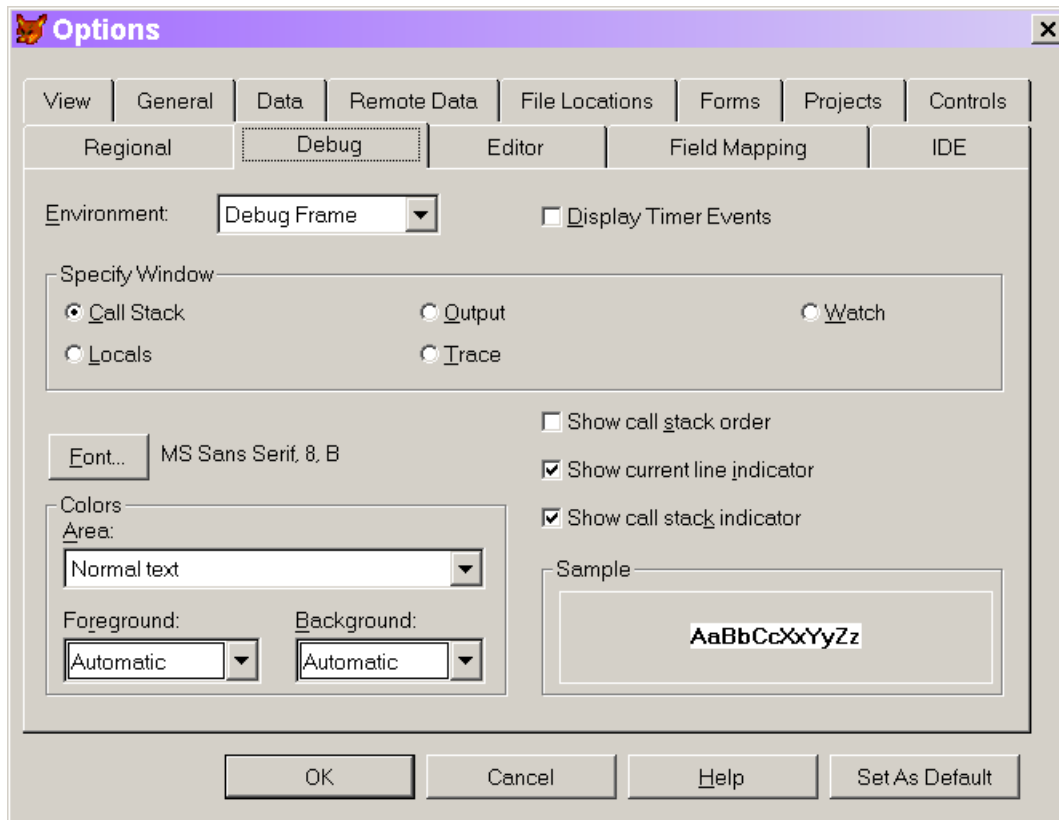 Options
View General Data Remote Data File Locations Forms Projects Controls
Regional Debug Editor Field Mapping IDE
Environment: Debug Frame Display Timer Events
Specify Window
Call Stack Output Watch
Locals Trace
Show call stack order
Font... MS Sans Serif, 8, B
Show current line indicator
Colors
Show call stack indicator
Area:
Normal text
Sample
Foreground: Background:
AaBbCcXxYyZz
Automatic Automatic
OK Cancel Help Set As Default